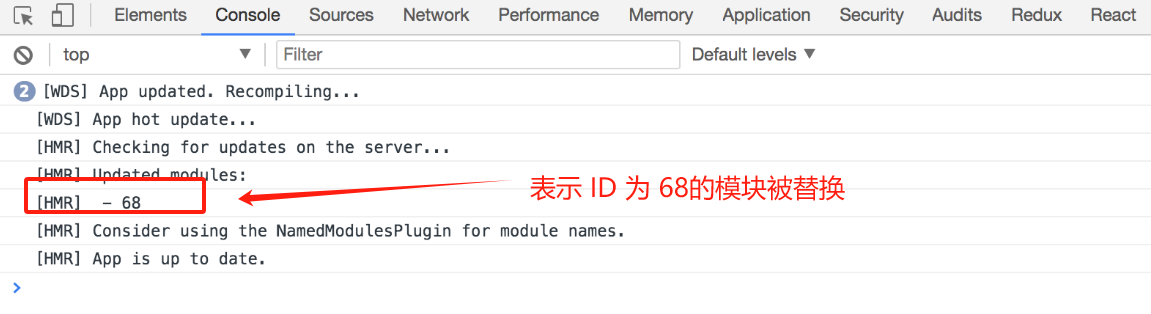 Elements Console Sources Network Performance Memory Application Security Audits Redux React
top Filter Default levels
2 [WDS] App updated. Recompiling...
[WDS] App hot update...
[HMR] Checking for updates on the server...
[HMR] Updated modules:
[HMR]  - 68
表示 ID 为 68的模块被替换
[HMR] Consider using the NamedModulesPlugin for module names.
[HMR] App is up to date.